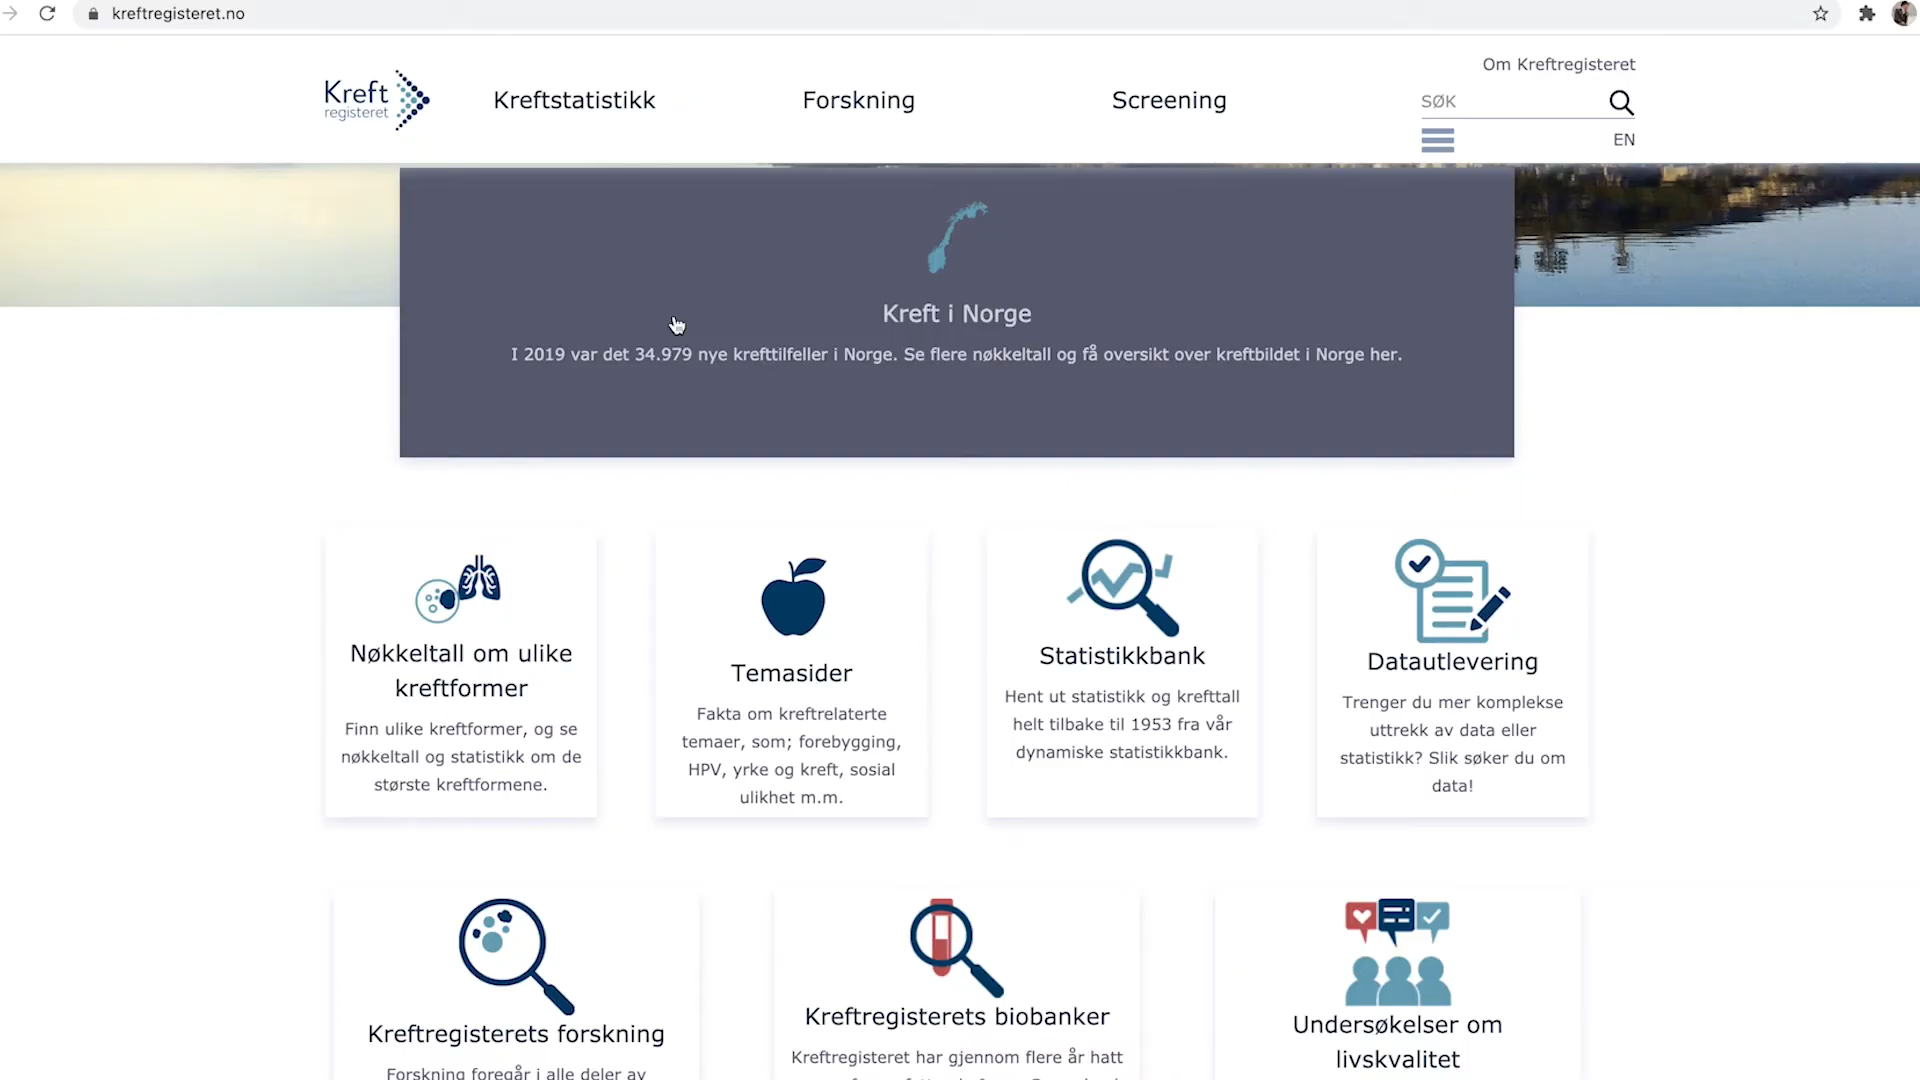 kreftregisteret.no
Om Kreftregisteret
Kreft
registeret
Kreftstatistikk
Forskning
Screening
SØK
EN
Kreft i Norge
I 2019 var det 34.979 nye krefttilfeller i Norge. Se flere nøkkeltall og få oversikt over kreftbildet i Norge her.
Nøkkeltall om ulike
kreftformer
Finn ulike kreftformer, og se
nøkkeltall og statistikk om de
største kreftformene.
Temasider
Fakta om kreftrelaterte
temaer, som; forebygging,
HPV, yrke og kreft, sosial
ulikhet m.m.
Statistikkbank
Hent ut statistikk og krefttall
helt tilbake til 1953 fra vår
dynamiske statistikkbank.
Datautlevering
Trenger du mer komplekse
uttrekk av data eller
statistikk? Slik søker du om
data!
Kreftregisterets forskning
Forskning foregår i alle deler av
Kreftregisterets biobanker
Kreftregisteret har gjennom flere år hatt
Undersøkelser om
livskvalitet